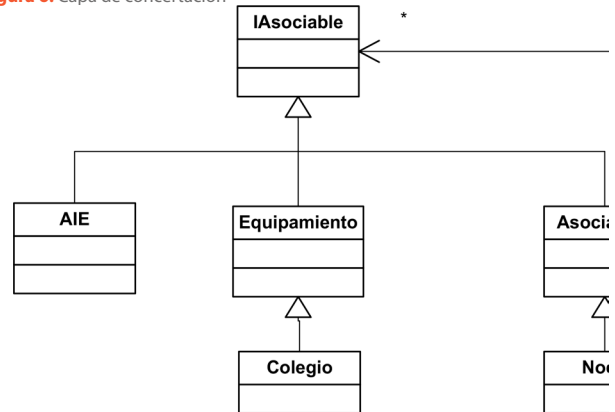 Capa de concertación
IAsociable
*
AIE
Equipamiento
Colegio